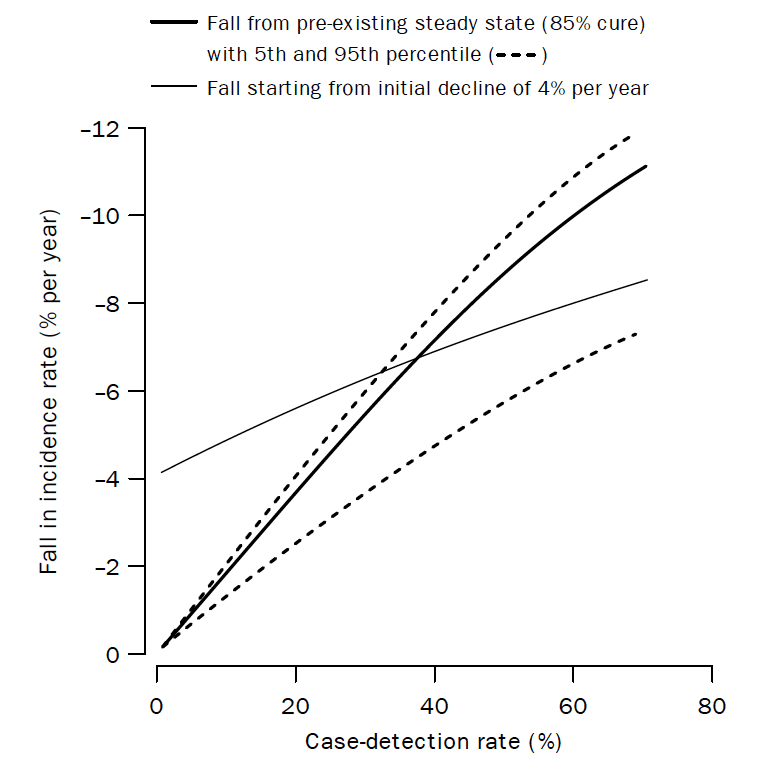 Fall from pre-existing steady state (85% cure)
with 5th and 95th percentile (---)
Fall starting from initial decline of 4% per year
–12
–10
–8
–6
–4
–2
0
Fall in incidence rate (% per year)
0 20 40 60 80
Case-detection rate (%)